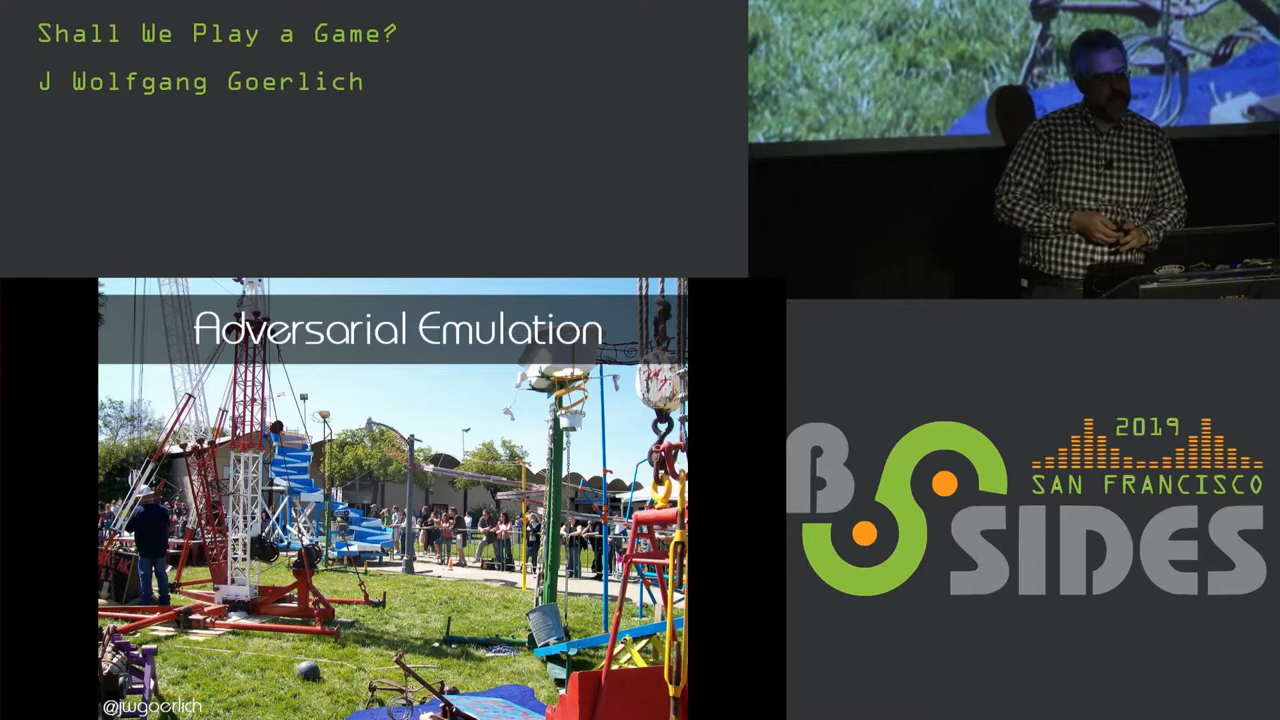 Shall We Play a Game?
J Wolfgang Goerlich
Adversarial Emulation
@jwgoerlich
2019
SAN FRANCISCO
B
SIDES